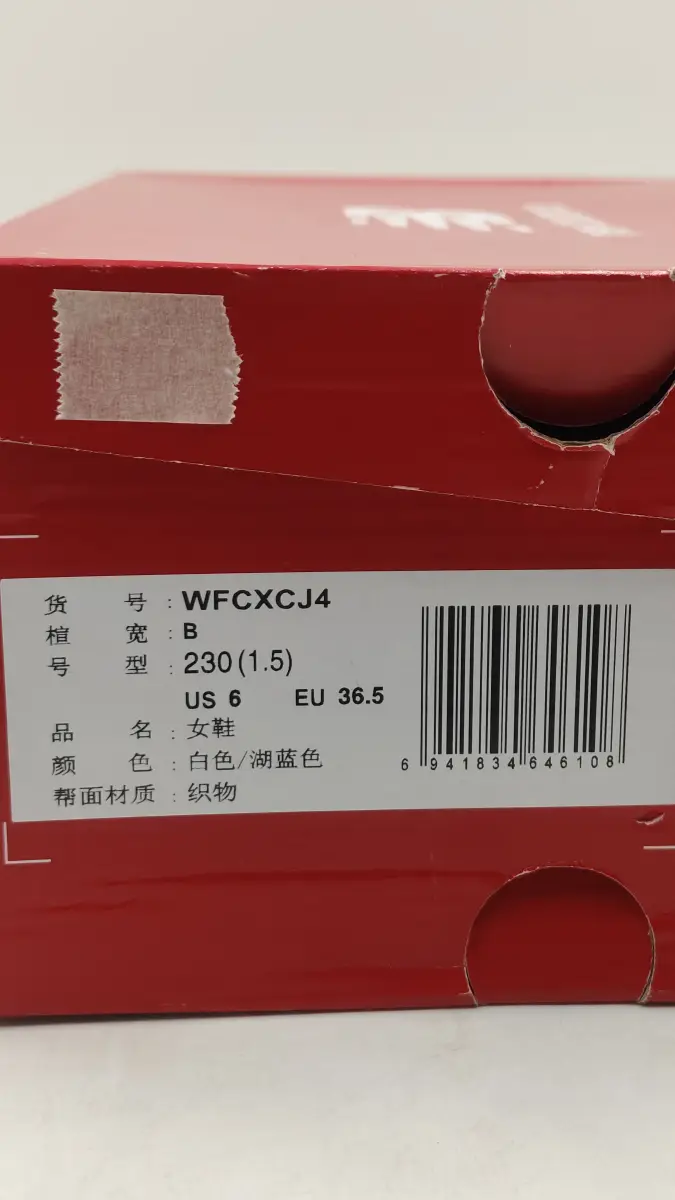 货号：WFCXCJ4
楦宽：B
号型：230(1.5)
US 6 EU 36.5
品名：女鞋
颜色：白色/湖蓝色
帮面材质：织物
6 941834 646108